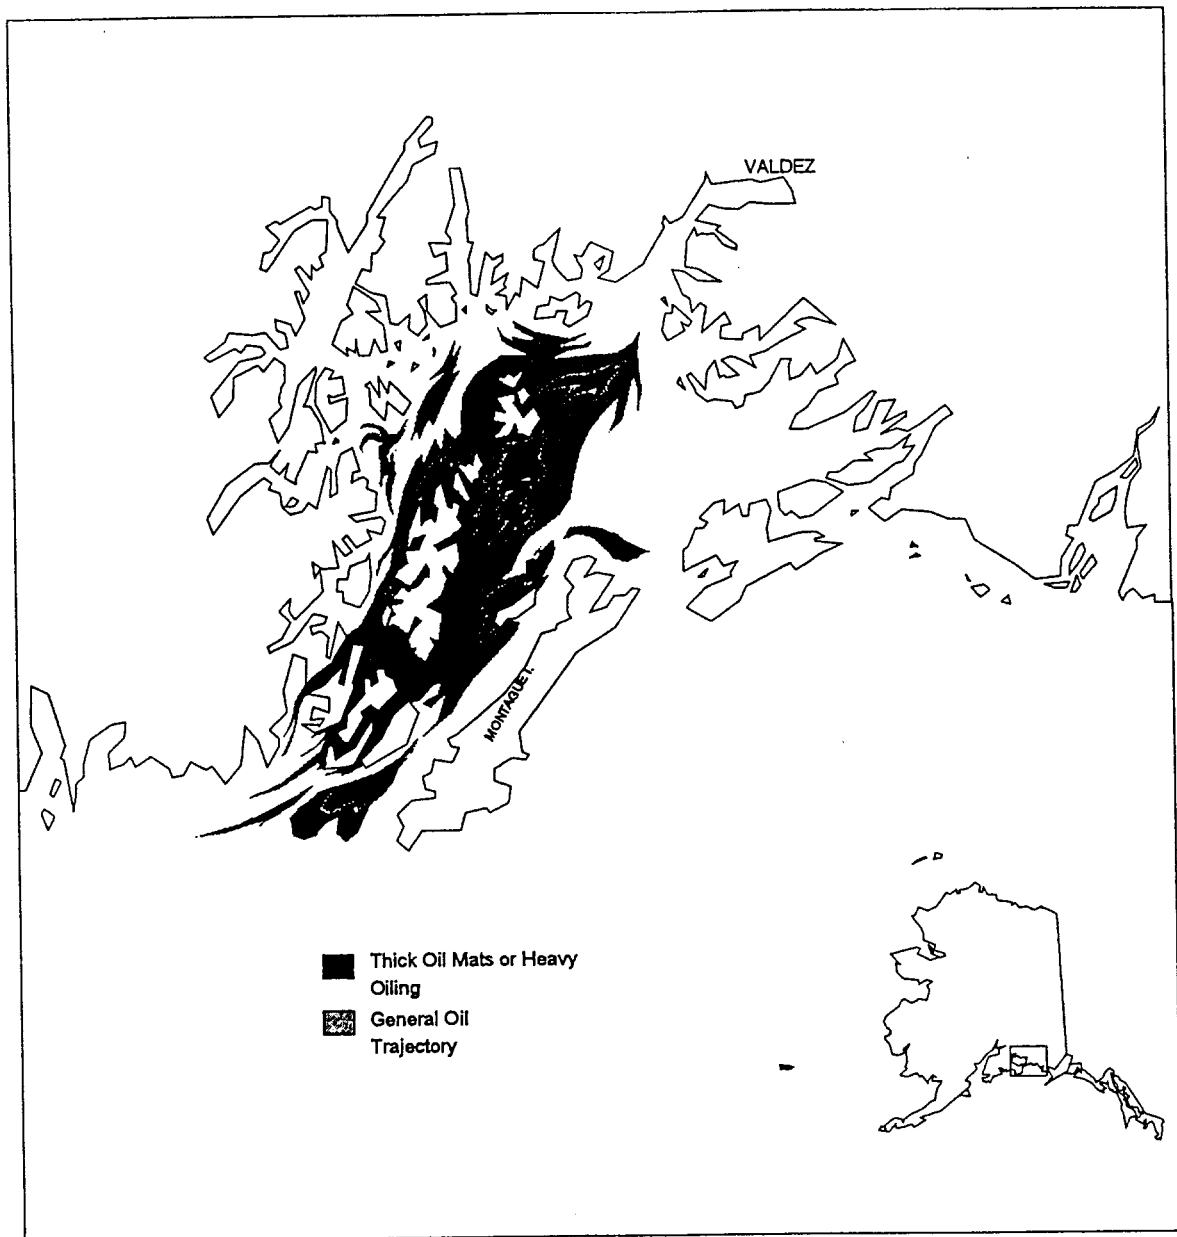 VALDEZ
MONTAGUE I.
Thick Oil Mats or Heavy
Oiling
General Oil
Trajectory